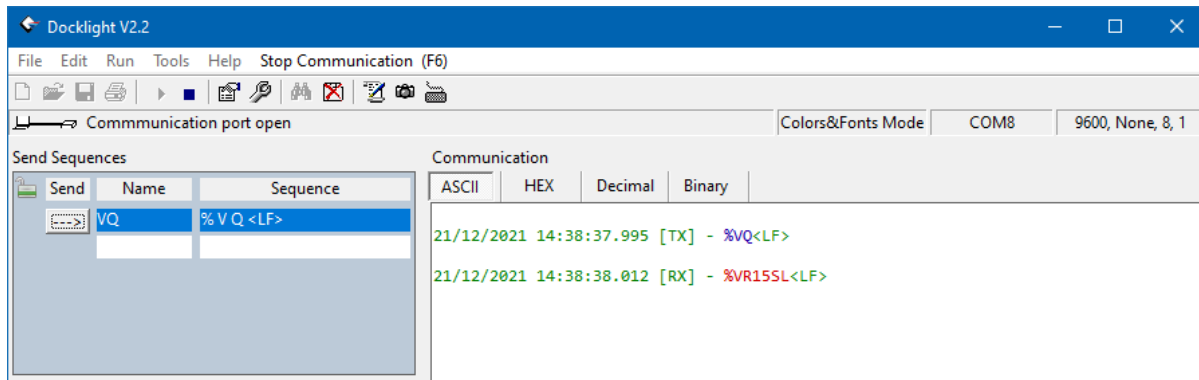 Docklight V2.2
File Edit Run Tools Help Stop Communication (F6)
Commmunication port open Colors&Fonts Mode COM8 9600, None, 8, 1
Send Sequences
Send Name Sequence
---> VQ % V Q <LF>
Communication
ASCII HEX Decimal Binary
21/12/2021 14:38:37.995 [TX] - %VQ<LF>
21/12/2021 14:38:38.012 [RX] - %VR15SL<LF>